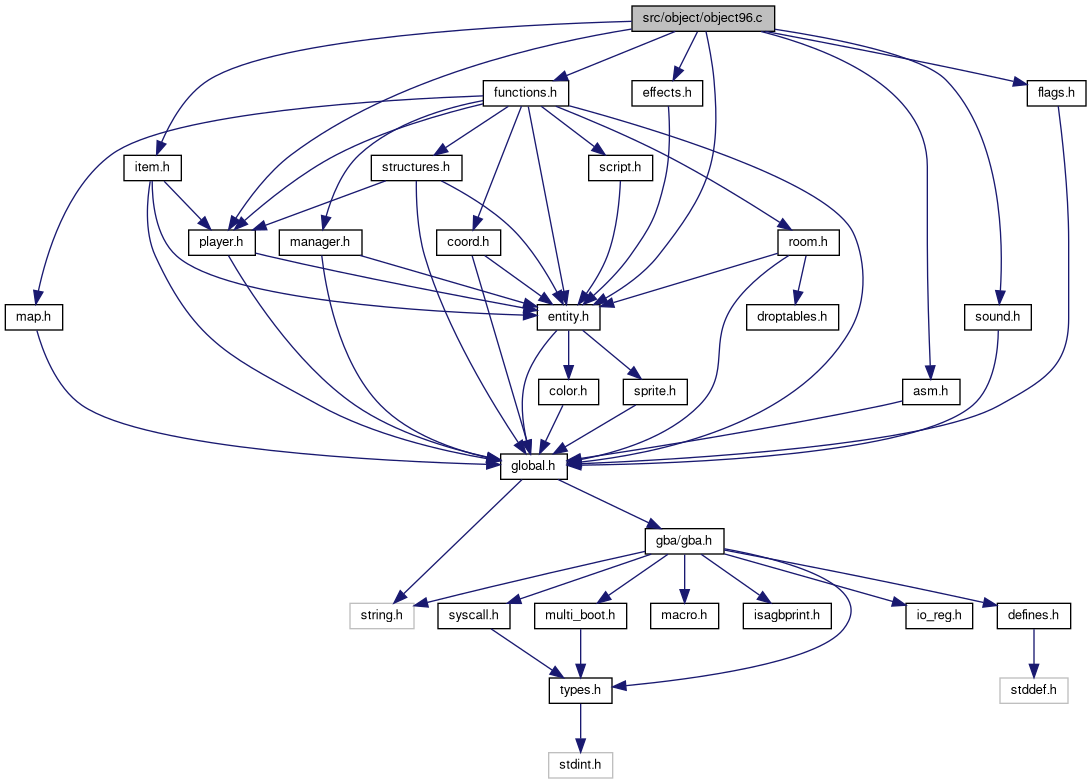 src/object/object96.c
functions.h
effects.h
flags.h
item.h
structures.h
script.h
player.h
manager.h
coord.h
room.h
map.h
entity.h
droptables.h
sound.h
color.h
sprite.h
asm.h
global.h
gba/gba.h
string.h
syscall.h
multi_boot.h
macro.h
isagbprint.h
io_reg.h
defines.h
types.h
stddef.h
stdint.h